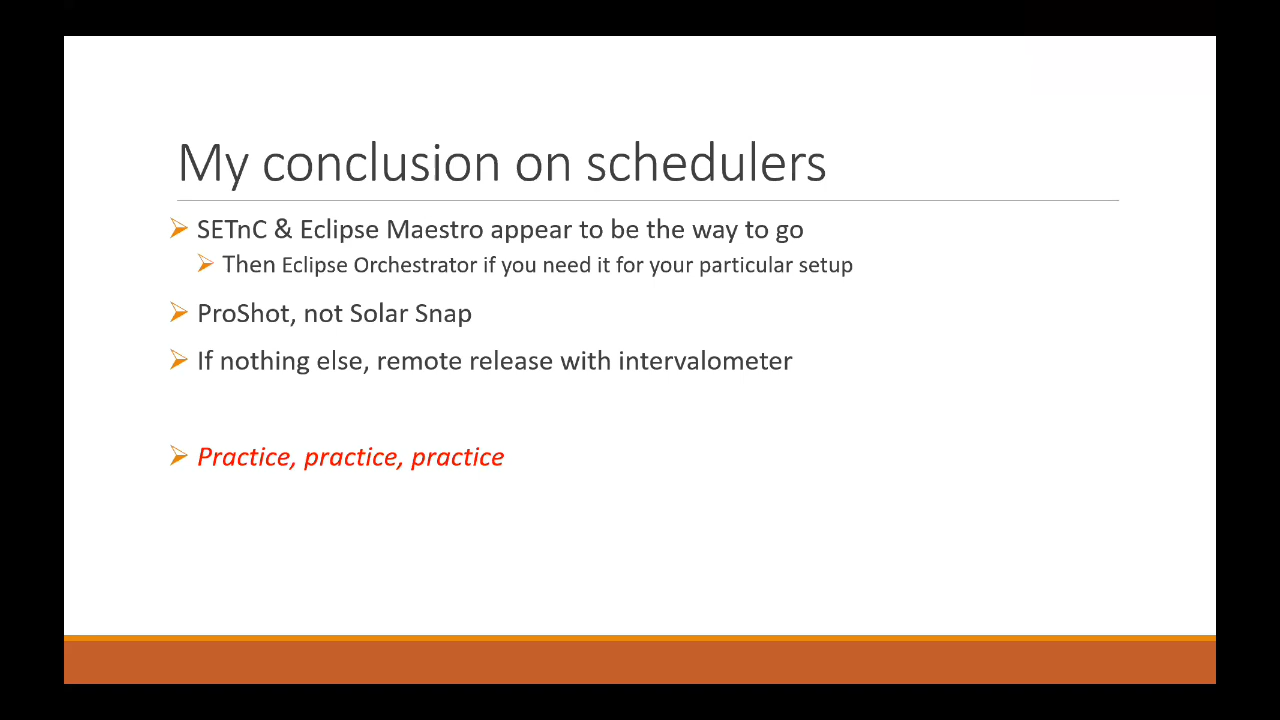 My conclusion on schedulers
SETnC & Eclipse Maestro appear to be the way to go
Then Eclipse Orchestrator if you need it for your particular setup
ProShot, not Solar Snap
If nothing else, remote release with intervalometer
Practice, practice, practice